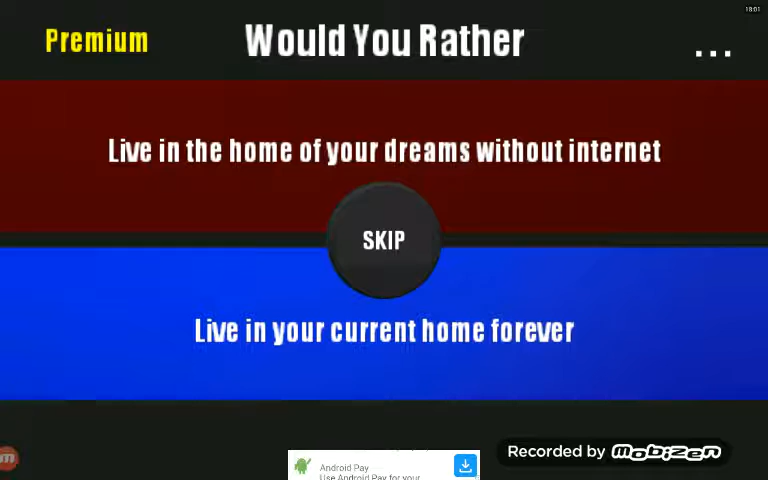 18:01
Premium
Would You Rather
...
Live in the home of your dreams without internet
SKIP
Live in your current home forever
Android Pay
Use Android Pay for your
Recorded by mobizen
m